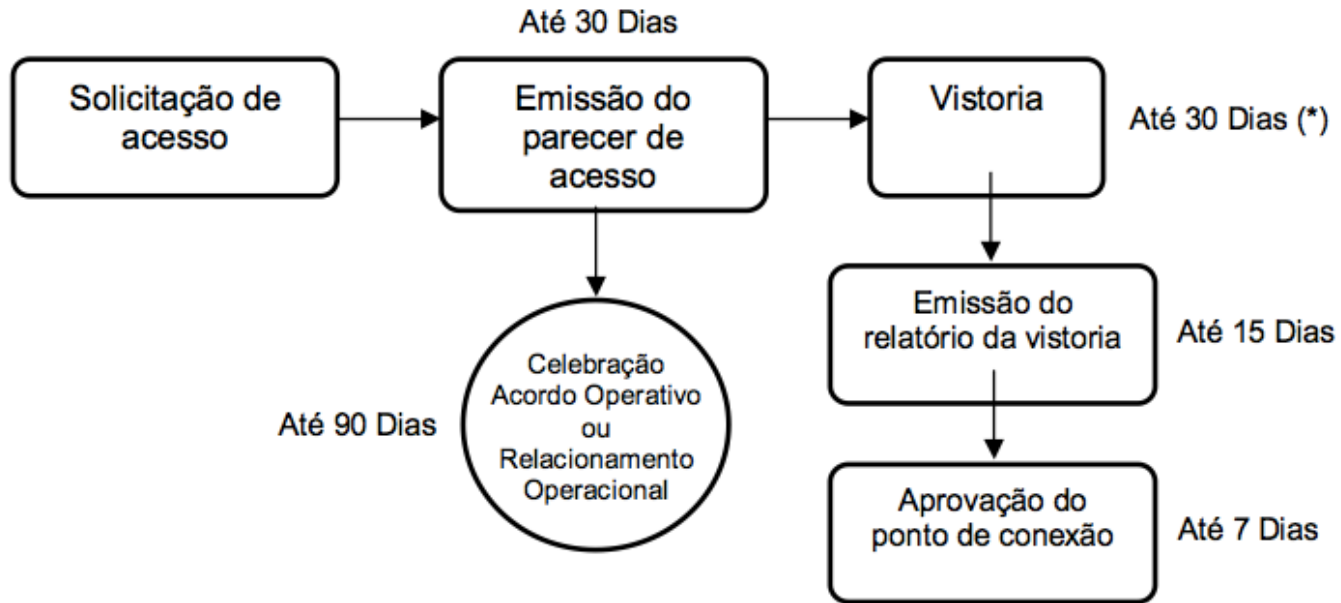 Até 30 Dias
Solicitação de
acesso
Emissão do
parecer de
acesso
Vistoria
Até 30 Dias (*)
Emissão do
relatório da vistoria
Até 15 Dias
Celebração
Acordo Operativo
ou
Relacionamento
Operacional
Até 90 Dias
Aprovação do
ponto de conexão
Até 7 Dias